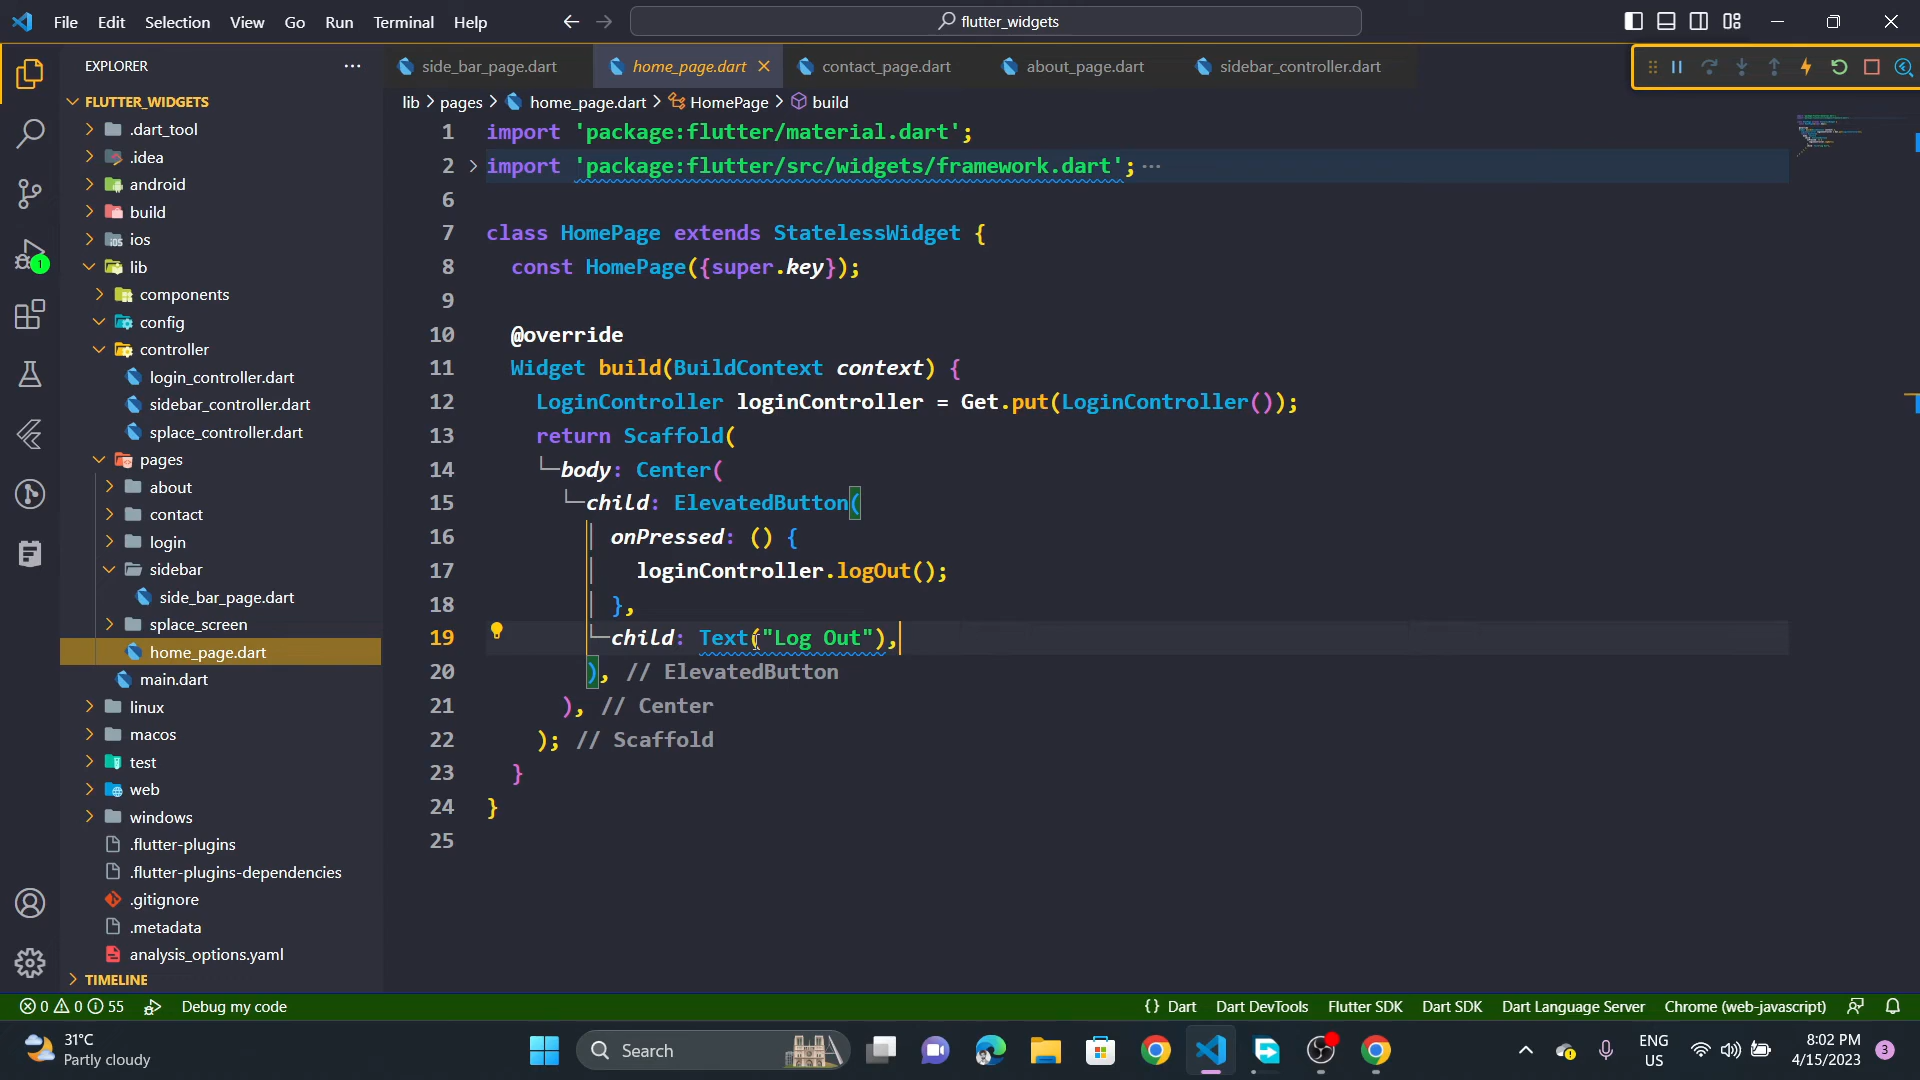 File Edit Selection View Go Run Terminal Help
flutter_widgets
EXPLORER
side_bar_page.dart
home_page.dart
contact_page.dart
about_page.dart
sidebar_controller.dart
lib > pages > home_page.dart > HomePage > build
FLUTTER_WIDGETS
.dart_tool
.idea
android
build
ios
lib
components
config
controller
login_controller.dart
sidebar_controller.dart
splace_controller.dart
pages
about
contact
login
sidebar
side_bar_page.dart
splace_screen
home_page.dart
main.dart
linux
macos
test
web
windows
.flutter-plugins
.flutter-plugins-dependencies
.gitignore
.metadata
analysis_options.yaml
TIMELINE
1 import 'package:flutter/material.dart';
2 import 'package:flutter/src/widgets/framework.dart'; ···
6
7 class HomePage extends StatelessWidget {
8 const HomePage({super.key});
9
10 @override
11 Widget build(BuildContext context) {
12 LoginController loginController = Get.put(LoginController());
13 return Scaffold(
14 body: Center(
15 child: ElevatedButton(
16 onPressed: () {
17 loginController.logOut();
18 },
19 child: Text("Log Out"),
20 ), // ElevatedButton
21 ), // Center
22 ); // Scaffold
23 }
24 }
25
0 0 55 Debug my code
{} Dart Dart DevTools Flutter SDK Dart SDK Dart Language Server Chrome (web-javascript)
31°C
Partly cloudy
Search
ENG
US
8:02 PM
4/15/2023
3
1